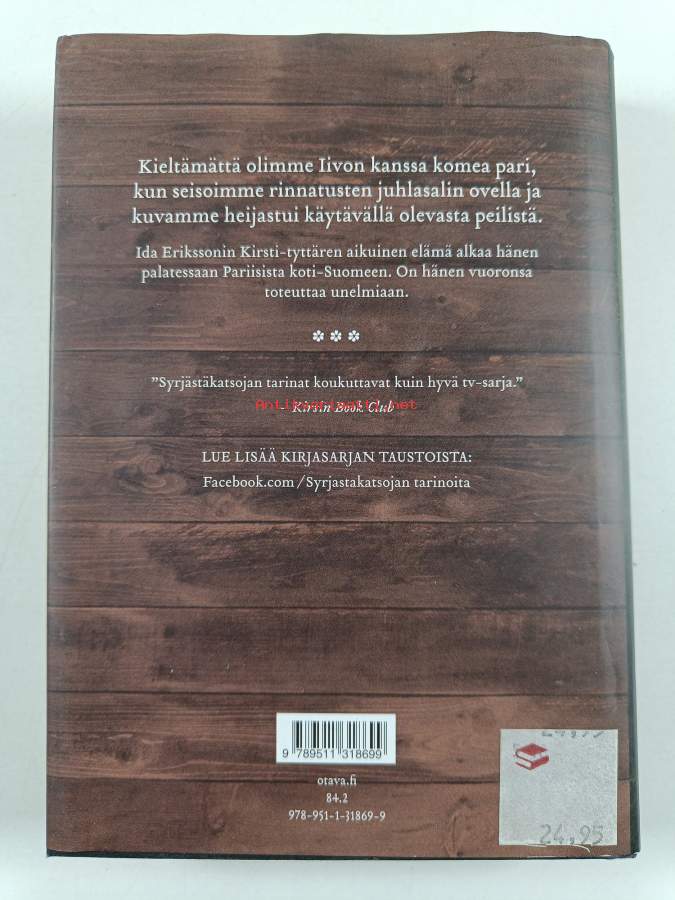 Kieltämättä olimme Iivon kanssa komea pari,
kun seisoimme rinnatusten juhlasalin ovella ja
kuvamme heijastui käytävällä olevasta peilistä.
Ida Erikssonin Kirsti-tyttären aikuinen elämä alkaa hänen
palatessaan Pariisista koti-Suomeen. On hänen vuoronsa
toteuttaa unelmiaan.
"Syrjästäkatsojan tarinat koukuttavat kuin hyvä tv-sarja."
– Kirsin Book Club
LUE LISÄÄ KIRJASARJAN TAUSTOISTA:
Facebook.com/Syrjastakatsojan tarinoita
9 789511 318699
otava.fi
84.2
978-951-1-31869-9
24,95